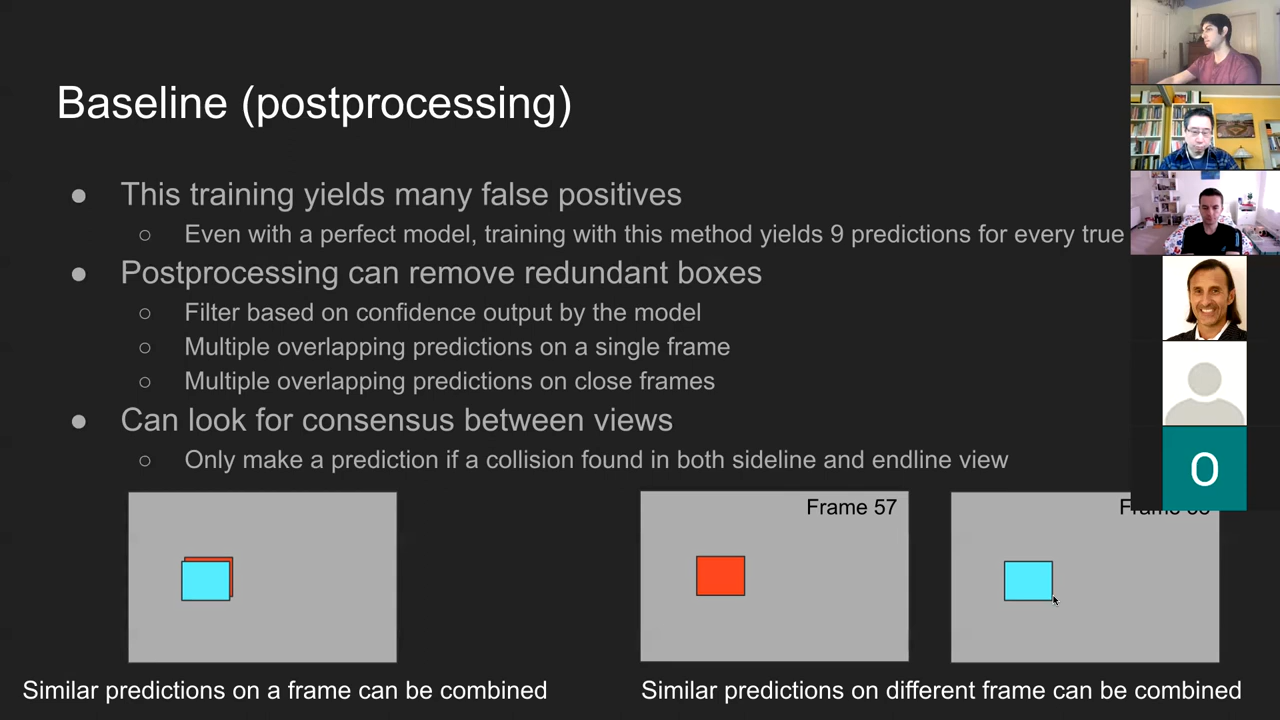 Baseline (postprocessing)
● This training yields many false positives
○ Even with a perfect model, training with this method yields 9 predictions for every true
● Postprocessing can remove redundant boxes
○ Filter based on confidence output by the model
○ Multiple overlapping predictions on a single frame
○ Multiple overlapping predictions on close frames
● Can look for consensus between views
○ Only make a prediction if a collision found in both sideline and endline view
Frame 57
O
Similar predictions on a frame can be combined
Similar predictions on different frame can be combined